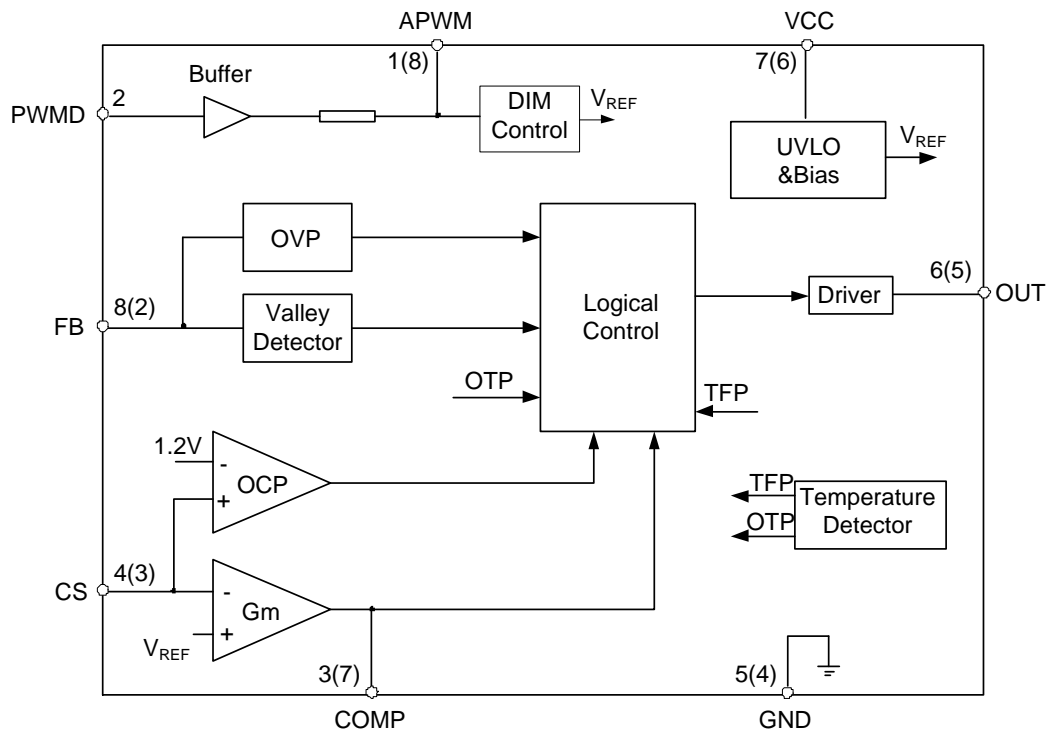 APWM
VCC
1(8)
7(6)
Buffer
PWMD
2
DIM
Control
VREF
UVLO
&Bias
VREF
OVP
8(2)
FB
Valley
Detector
Logical
Control
Driver
6(5)
OUT
OTP
TFP
1.2V
-
+
OCP
TFP
OTP
Temperature
Detector
CS
4(3)
-
+
Gm
VREF
3(7)
COMP
5(4)
GND